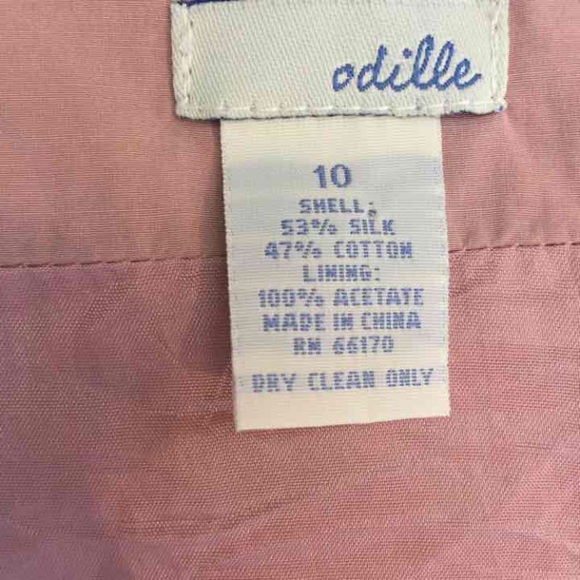 odille
10
SHELL:
53% SILK
47% COTTON
LINING:
100% ACETATE
MADE IN CHINA
RN 66170
DRY CLEAN ONLY